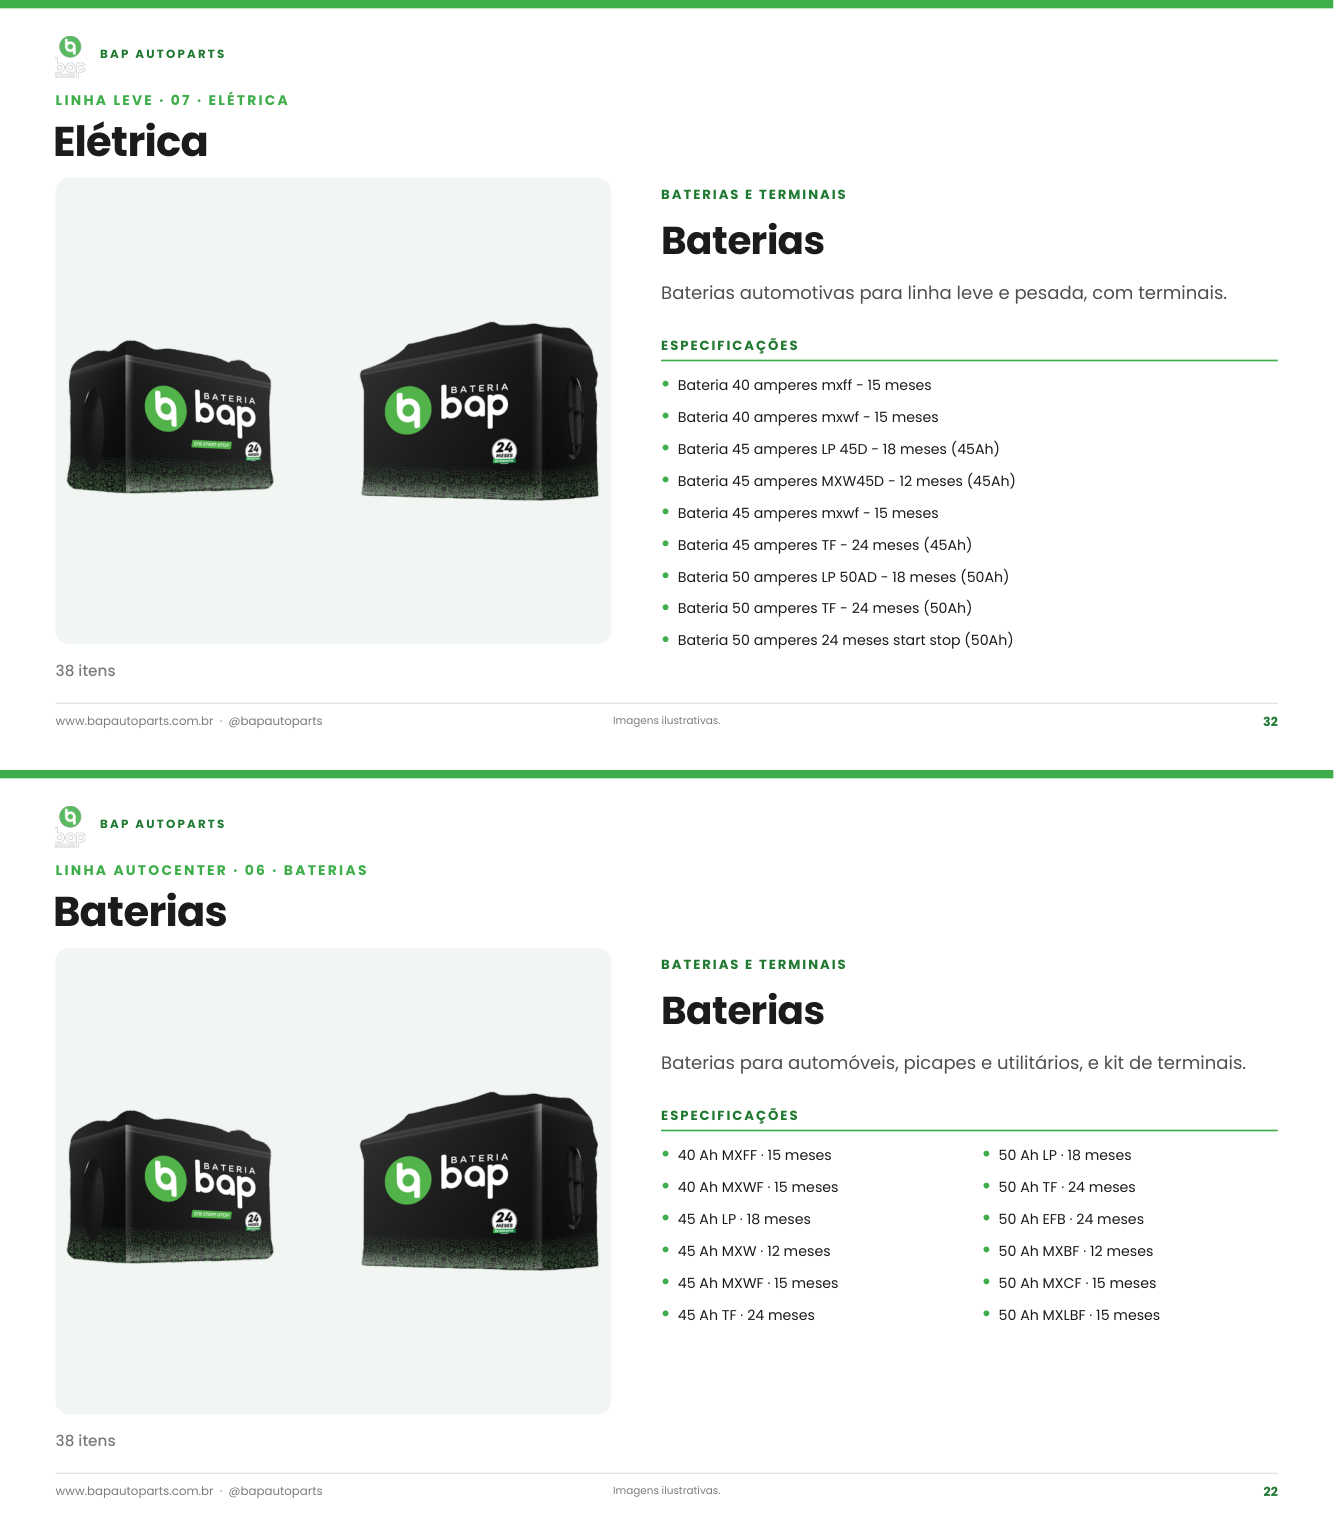 bap
BAP AUTOPARTS
LINHA LEVE · 07 · ELÉTRICA
Elétrica
BATERIA
bap
EFB START-STOP
24
MESES
BATERIA
bap
24
MESES
38 itens
BATERIAS E TERMINAIS
Baterias
Baterias automotivas para linha leve e pesada, com terminais.
ESPECIFICAÇÕES
• Bateria 40 amperes mxff - 15 meses
• Bateria 40 amperes mxwf - 15 meses
• Bateria 45 amperes LP 45D - 18 meses (45Ah)
• Bateria 45 amperes MXW45D - 12 meses (45Ah)
• Bateria 45 amperes mxwf - 15 meses
• Bateria 45 amperes TF - 24 meses (45Ah)
• Bateria 50 amperes LP 50AD - 18 meses (50Ah)
• Bateria 50 amperes TF - 24 meses (50Ah)
• Bateria 50 amperes 24 meses start stop (50Ah)
www.bapautoparts.com.br · @bapautoparts
Imagens ilustrativas.
32
bap
BAP AUTOPARTS
LINHA AUTOCENTER · 06 · BATERIAS
Baterias
BATERIA
bap
EFB START-STOP
24
MESES
BATERIA
bap
24
MESES
38 itens
BATERIAS E TERMINAIS
Baterias
Baterias para automóveis, picapes e utilitários, e kit de terminais.
ESPECIFICAÇÕES
• 40 Ah MXFF · 15 meses
• 40 Ah MXWF · 15 meses
• 45 Ah LP · 18 meses
• 45 Ah MXW · 12 meses
• 45 Ah MXWF · 15 meses
• 45 Ah TF · 24 meses
• 50 Ah LP · 18 meses
• 50 Ah TF · 24 meses
• 50 Ah EFB · 24 meses
• 50 Ah MXBF · 12 meses
• 50 Ah MXCF · 15 meses
• 50 Ah MXLBF · 15 meses
www.bapautoparts.com.br · @bapautoparts
Imagens ilustrativas.
22